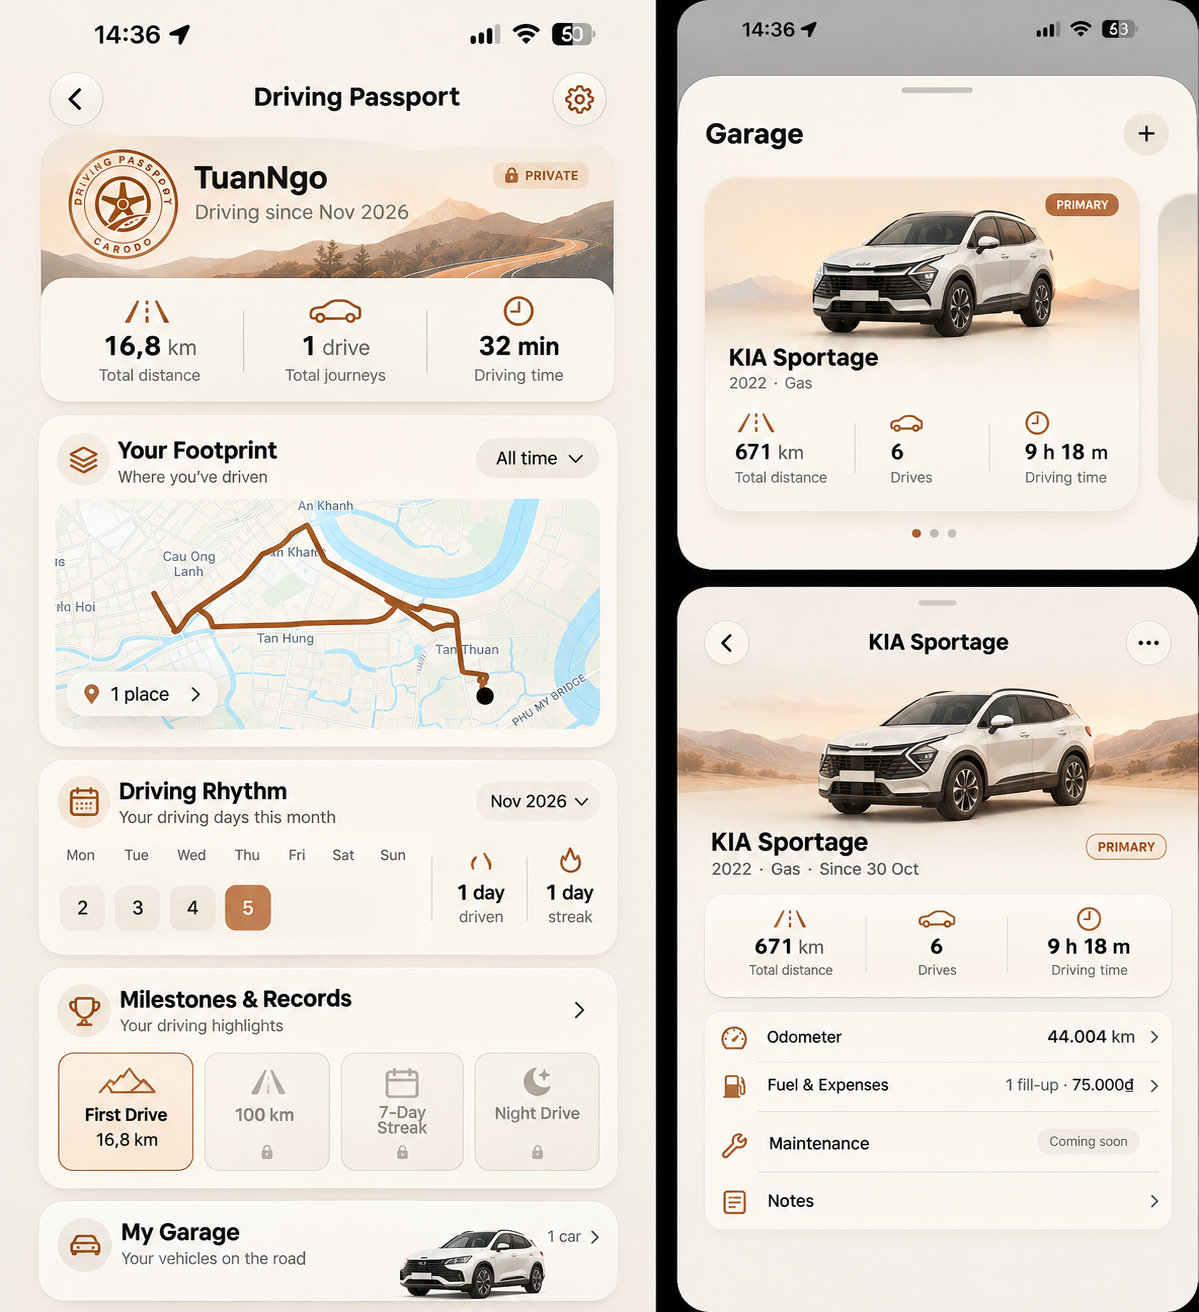 14:36
50
Driving Passport
DRIVING PASSPORT
CARODO
TuanNgo
PRIVATE
Driving since Nov 2026
16,8 km
Total distance
1 drive
Total journeys
32 min
Driving time
Your Footprint
Where you've driven
All time
An Khanh
An Khanh
Cau Ong
Lanh
Tan Hung
Tan Thuan
PHU MY BRIDGE
1 place
Driving Rhythm
Your driving days this month
Nov 2026
Mon Tue Wed Thu Fri Sat Sun
2 3 4 5
1 day
driven
1 day
streak
Milestones & Records
Your driving highlights
First Drive
16,8 km
100 km
7-Day
Streak
Night Drive
My Garage
Your vehicles on the road
1 car
14:36
53
Garage
PRIMARY
KIA Sportage
2022 · Gas
671 km
Total distance
6
Drives
9 h 18 m
Driving time
KIA Sportage
KIA Sportage
PRIMARY
2022 · Gas · Since 30 Oct
671 km
Total distance
6
Drives
9 h 18 m
Driving time
Odometer
44.004 km
Fuel & Expenses
1 fill-up · 75.000₫
Maintenance
Coming soon
Notes